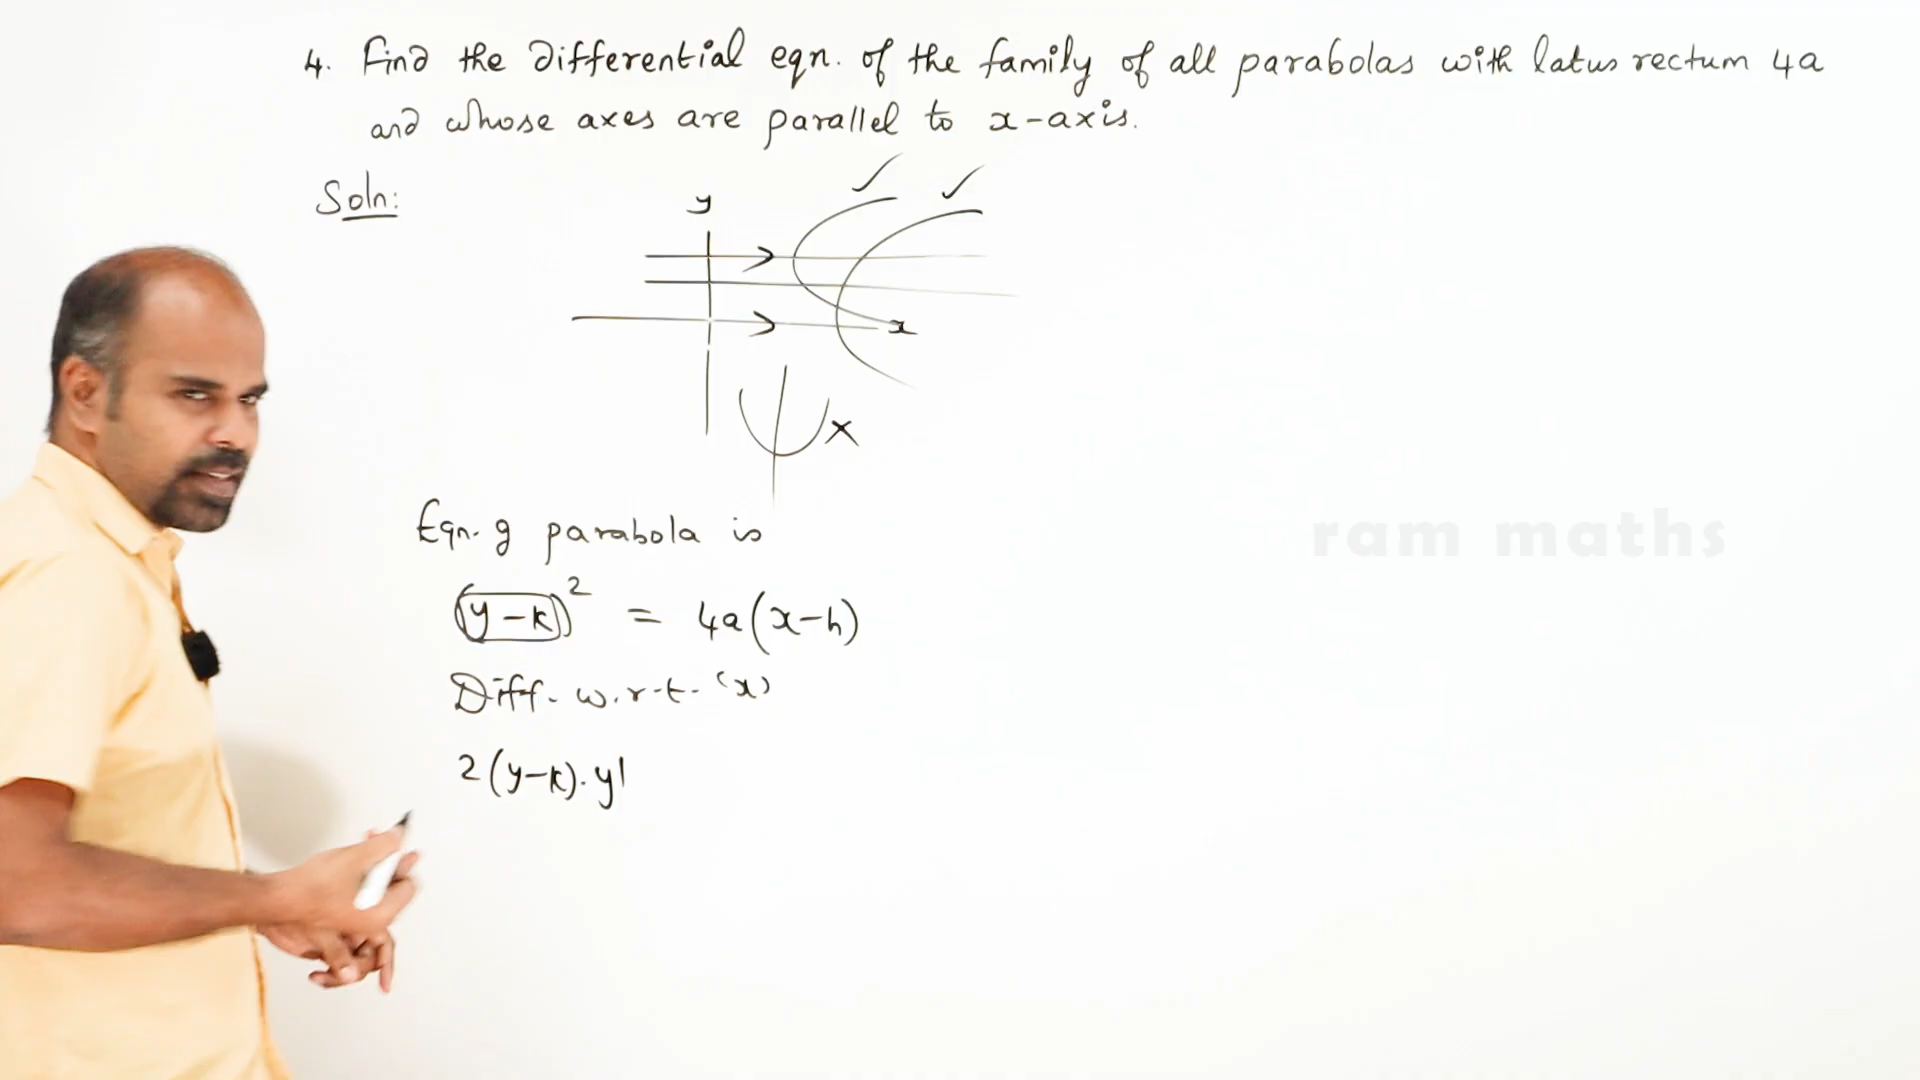 4. Find the differential eqn. of the family of all parabolas with latus rectum 4a
and whose axes are parallel to x-axis.
Soln:
y
x
Eqn. of parabola is
(y-k)² = 4a(x-h)
Diff. w.r.t. 'x'
2(y-k).y'
ram maths